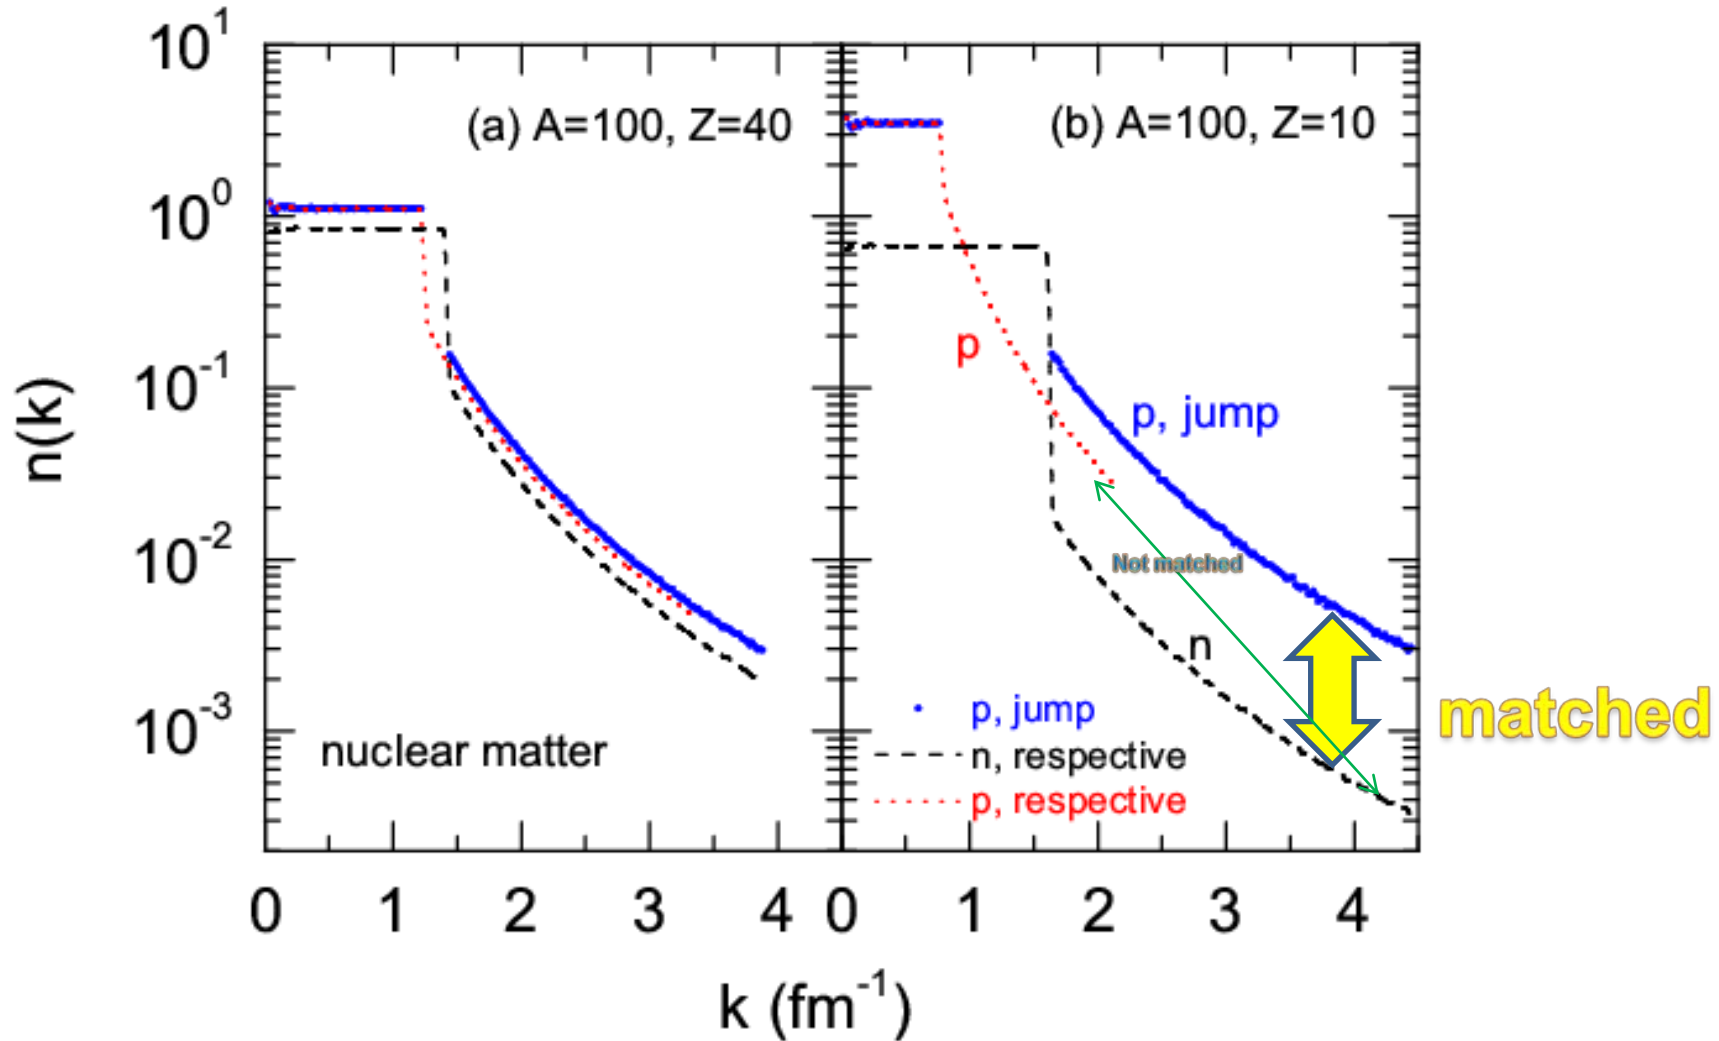 10^1
10^0
10^-1
10^-2
10^-3
n(k)
(a) A=100, Z=40
nuclear matter
0 1 2 3 4
(b) A=100, Z=10
p
p, jump
Not matched
n
matched
p, jump
n, respective
p, respective
0 1 2 3 4
k (fm^-1)